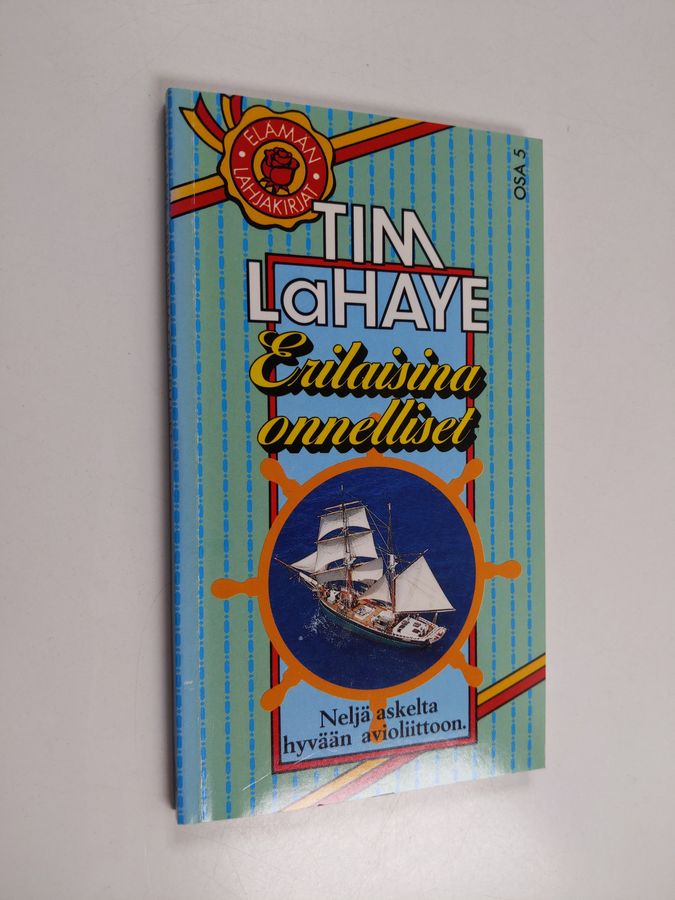 • ELÄMÄN •
LAHJAKIRJAT
OSA 5
TIM
LaHAYE
Erilaisina
onnelliset
Neljä askelta
hyvään avioliittoon.